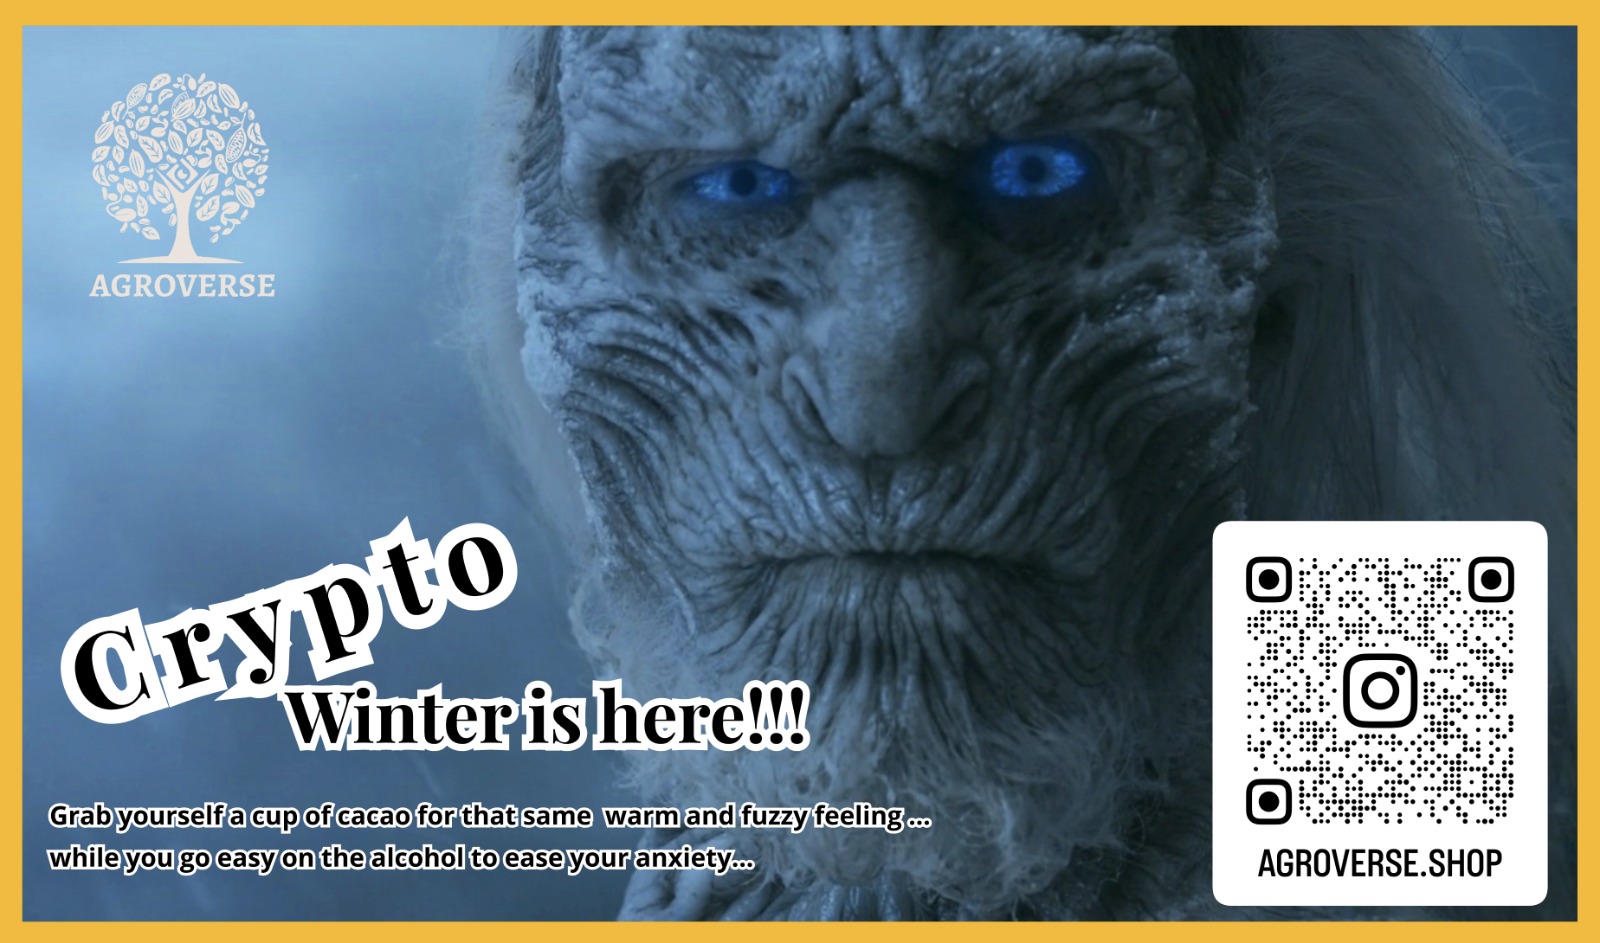 AGROVERSE
Crypto
Winter is here!!!
Grab yourself a cup of cacao for that same warm and fuzzy feeling ...
while you go easy on the alcohol to ease your anxiety...
AGROVERSE.SHOP